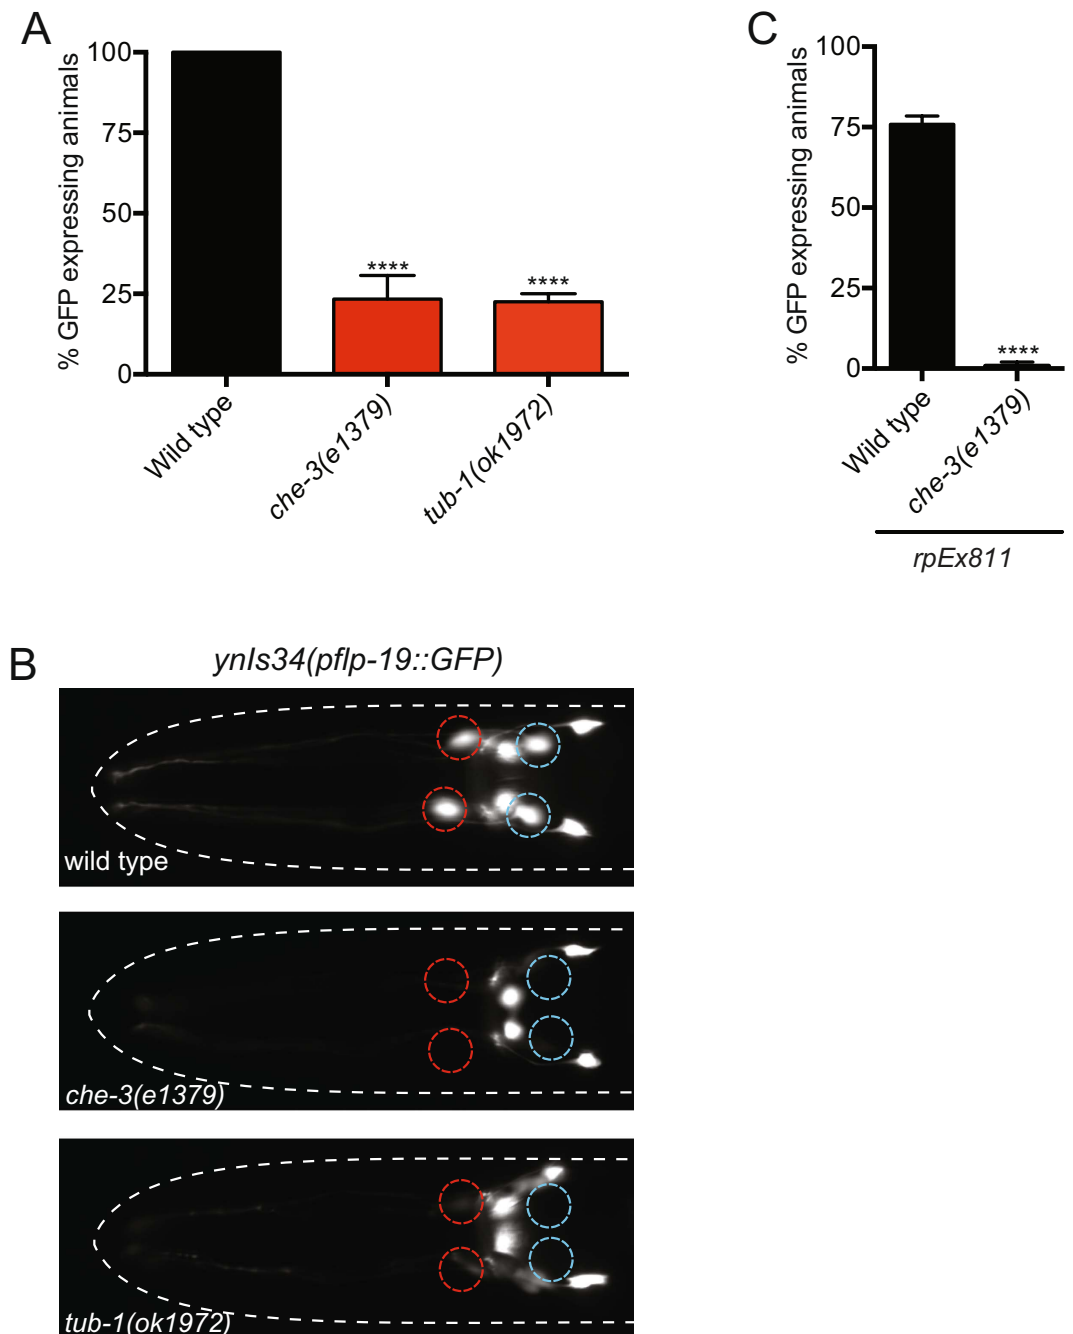 A
% GFP expressing animals
100
75
50
25
0
****
****
Wild type
che-3(e1379)
tub-1(ok1972)
C
% GFP expressing animals
100
75
50
25
0
****
Wild type
che-3(e1379)
rpEx811
B
ynIs34(pflp-19::GFP)
wild type
che-3(e1379)
tub-1(ok1972)